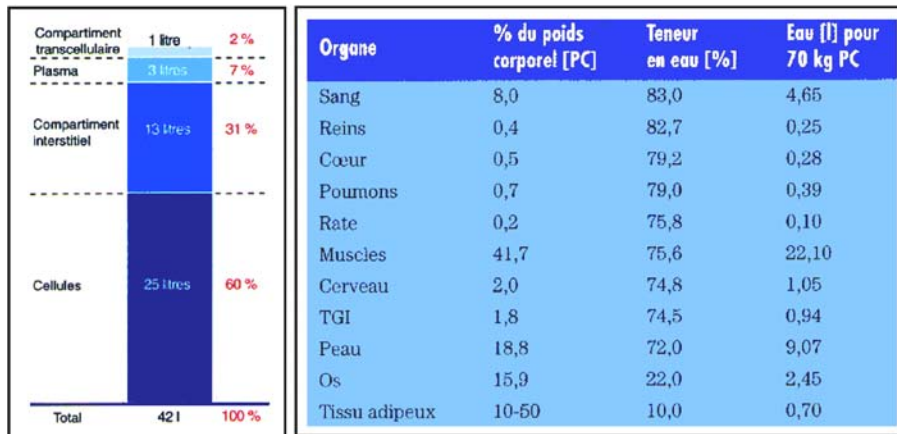 Compartiment
transcellulaire 1 litre 2 %
Plasma 3 litres 7 %
Compartiment
interstitiel 13 litres 31 %
Cellules 25 litres 60 %
Total 42 l 100 %
Organe % du poids corporel [PC] Teneur en eau [%] Eau [l] pour 70 kg PC
Sang 8,0 83,0 4,65
Reins 0,4 82,7 0,25
Cœur 0,5 79,2 0,28
Poumons 0,7 79,0 0,39
Rate 0,2 75,8 0,10
Muscles 41,7 75,6 22,10
Cerveau 2,0 74,8 1,05
TGI 1,8 74,5 0,94
Peau 18,8 72,0 9,07
Os 15,9 22,0 2,45
Tissu adipeux 10-50 10,0 0,70